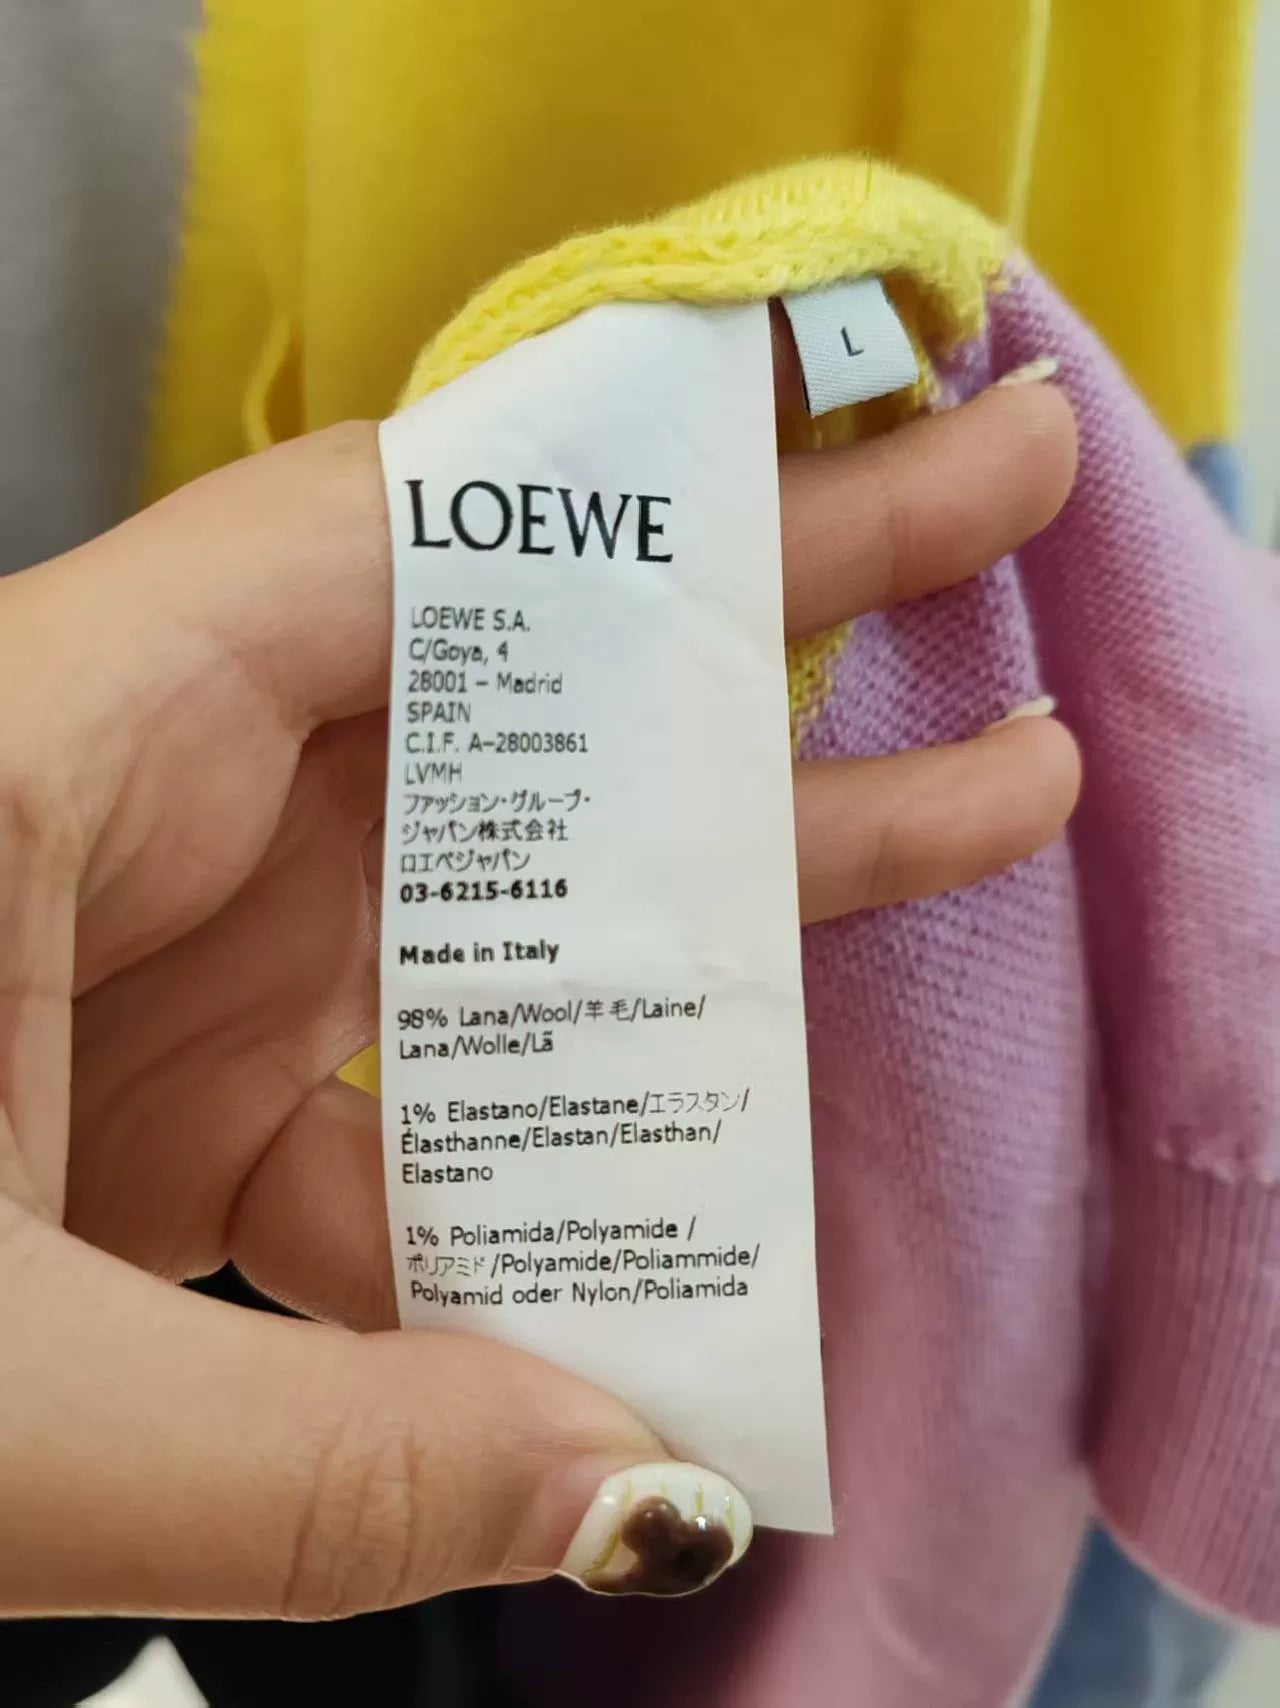 L
LOEWE
LOEWE S.A.
C/Goya, 4
28001 – Madrid
SPAIN
C.I.F. A–28003861
LVMH
ファッション・グループ・
ジャパン株式会社
ロエベジャパン
03-6215-6116
Made in Italy
98% Lana/Wool/羊毛/Laine/
Lana/Wolle/Lã
1% Elastano/Elastane/エラスタン/
Élasthanne/Elastan/Elasthan/
Elastano
1% Poliamida/Polyamide /
ポリアミド/Polyamide/Poliammide/
Polyamid oder Nylon/Poliamida